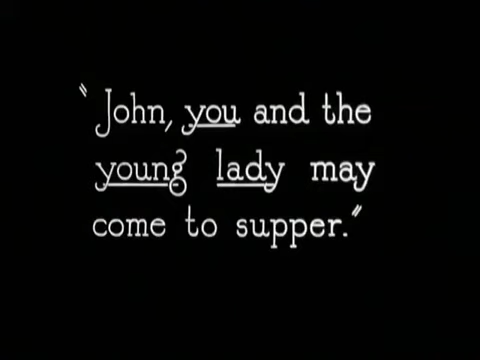 "John, you and the
young lady may
come to supper."